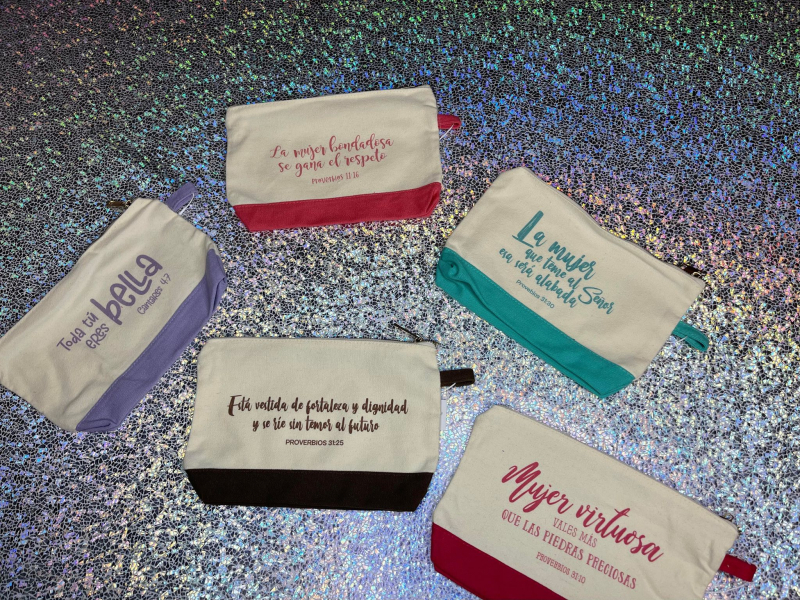 La mujer bondadosa
se gana el respeto
Proverbios 11:16
La mujer
que teme al Señor
esa será alabada
Proverbios 31:30
Toda tú
eres bella
Cantares 4:7
Está vestida de fortaleza y dignidad
y se ríe sin temor al futuro
PROVERBIOS 31:25
Mujer virtuosa
VALES MÁS
QUE LAS PIEDRAS PRECIOSAS
PROVERBIOS 31:10